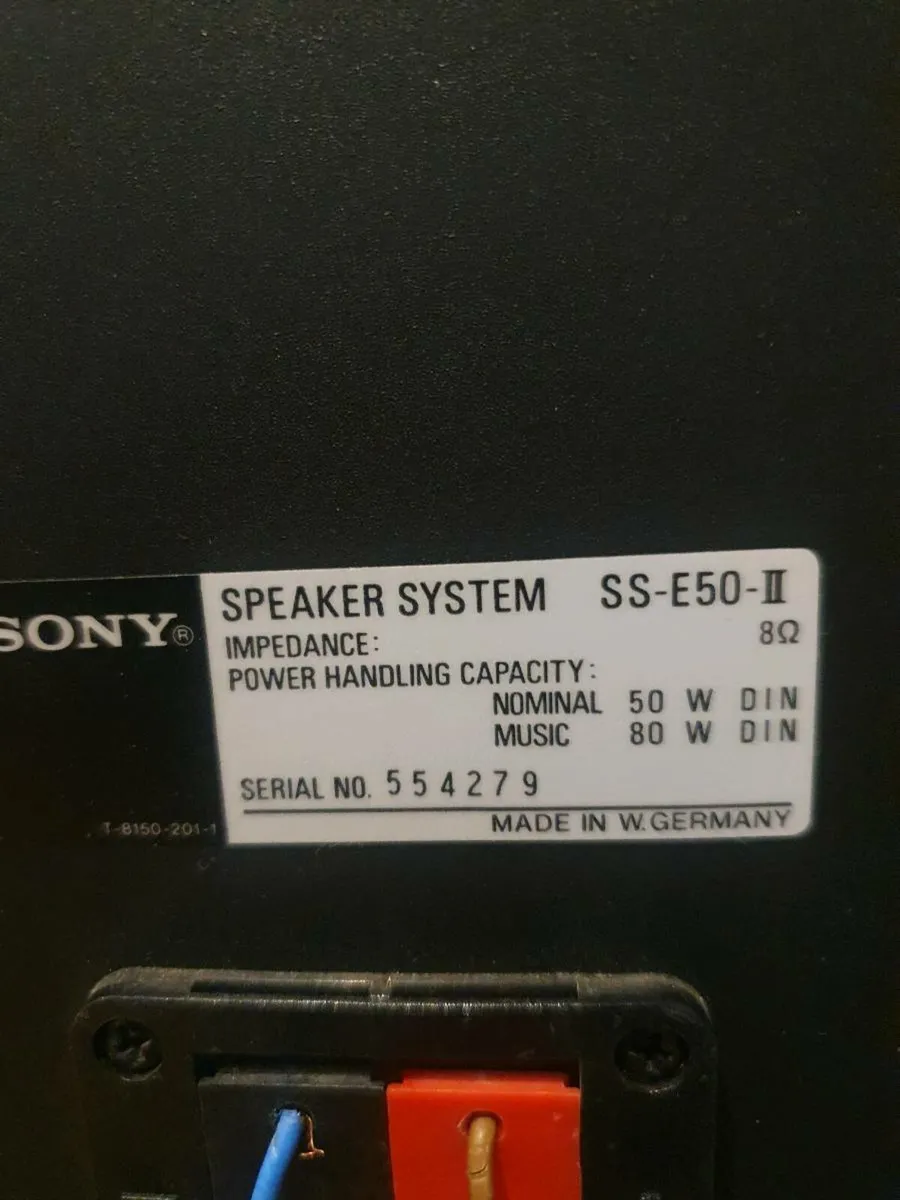 SONY®
SPEAKER SYSTEM SS-E50-II
IMPEDANCE: 8Ω
POWER HANDLING CAPACITY:
NOMINAL 50 W DIN
MUSIC 80 W DIN
SERIAL NO. 554279
T-8150-201-1
MADE IN W.GERMANY